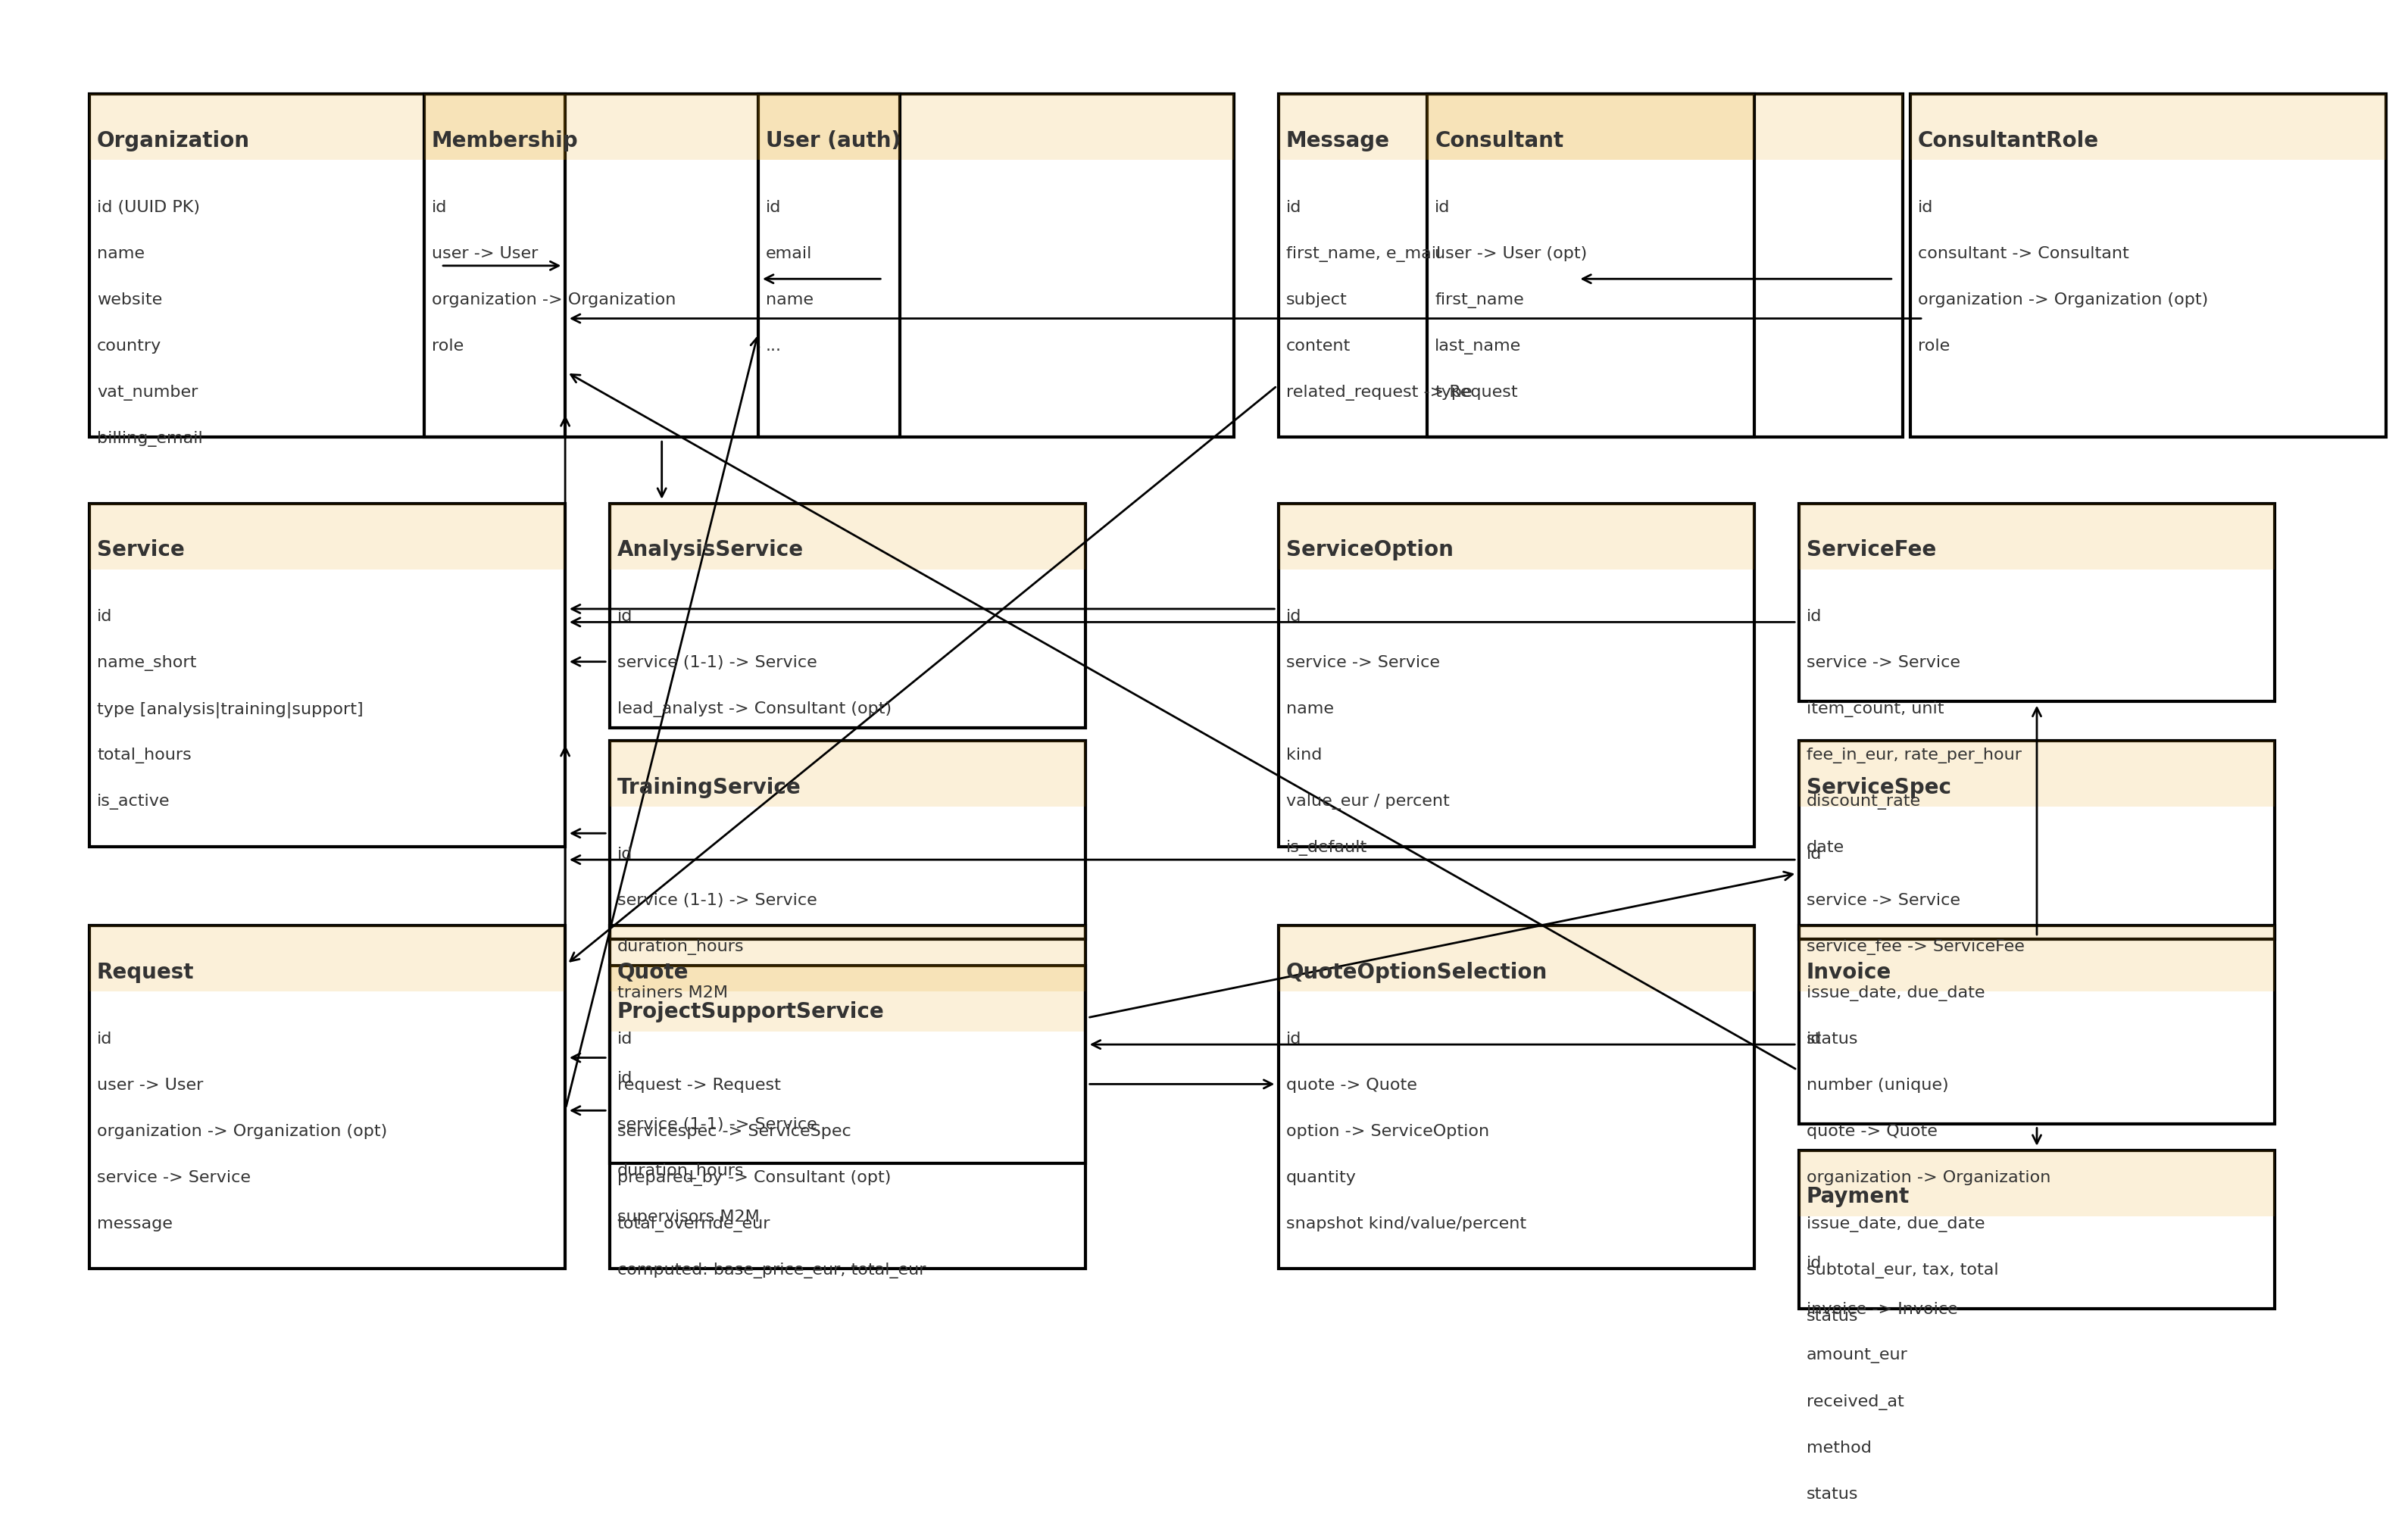 Organization
id (UUID PK)
name
website
country
vat_number
billing_email
Membership
id
user -> User
organization -> Organization
role
User (auth)
id
email
name
...
Message
id
first_name, e_mail
subject
content
related_request -> Request
Consultant
id
user -> User (opt)
first_name
last_name
type
ConsultantRole
id
consultant -> Consultant
organization -> Organization (opt)
role
Service
id
name_short
type [analysis|training|support]
total_hours
is_active
AnalysisService
id
service (1-1) -> Service
lead_analyst -> Consultant (opt)
TrainingService
id
service (1-1) -> Service
duration_hours
trainers M2M
ServiceOption
id
service -> Service
name
kind
value_eur / percent
is_default
ServiceFee
id
service -> Service
item_count, unit
fee_in_eur, rate_per_hour
discount_rate
date
ServiceSpec
id
service -> Service
service_fee -> ServiceFee
issue_date, due_date
status
Request
id
user -> User
organization -> Organization (opt)
service -> Service
message
Quote
id
request -> Request
servicespec -> ServiceSpec
prepared_by -> Consultant (opt)
total_override_eur
computed: base_price_eur, total_eur
ProjectSupportService
id
service (1-1) -> Service
duration_hours
supervisors M2M
QuoteOptionSelection
id
quote -> Quote
option -> ServiceOption
quantity
snapshot kind/value/percent
Invoice
id
number (unique)
quote -> Quote
organization -> Organization
issue_date, due_date
subtotal_eur, tax, total
status
Payment
id
invoice -> Invoice
amount_eur
received_at
method
status